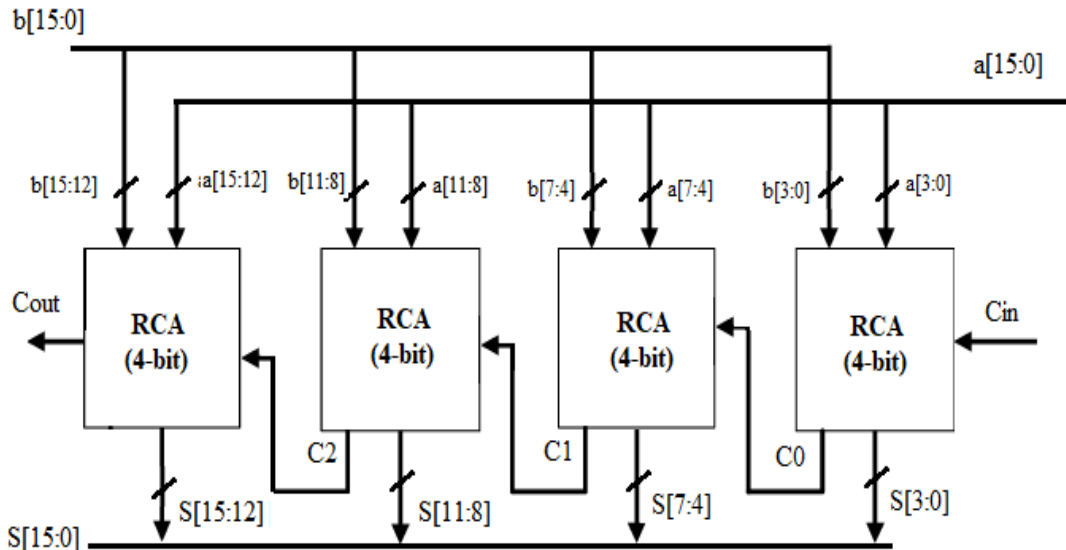 b[15:0]
a[15:0]
b[15:12]
a[15:12]
b[11:8]
a[11:8]
b[7:4]
a[7:4]
b[3:0]
a[3:0]
Cout
RCA
(4-bit)
RCA
(4-bit)
RCA
(4-bit)
RCA
(4-bit)
Cin
C2
C1
C0
S[15:12]
S[11:8]
S[7:4]
S[3:0]
S[15:0]